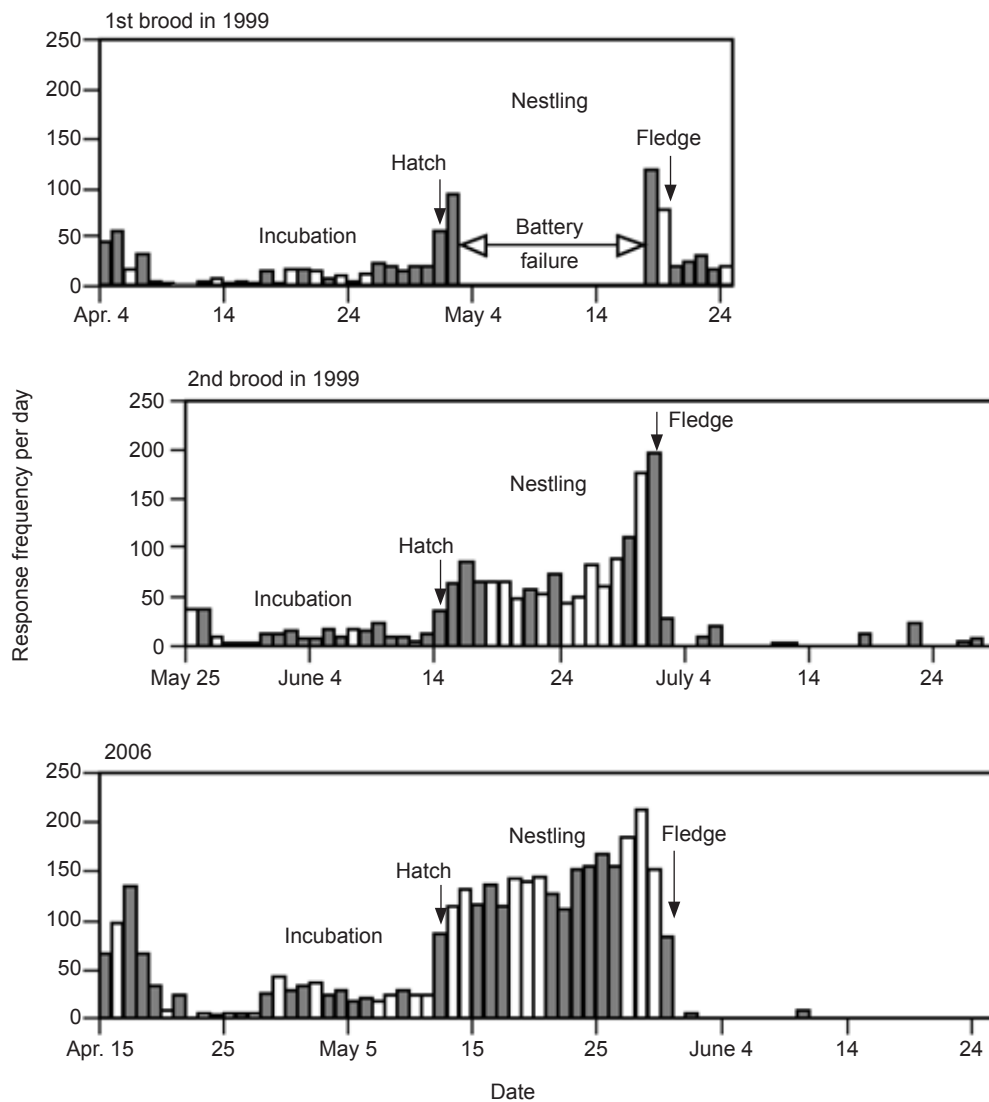 1st brood in 1999
250
200
150
100
50
0
Nestling
Fledge
Hatch
Incubation
Battery
failure
Apr. 4
14
24
May 4
14
24
Response frequency per day
2nd brood in 1999
250
200
150
100
50
0
Fledge
Nestling
Hatch
Incubation
May 25
June 4
14
24
July 4
14
24
2006
250
200
150
100
50
0
Nestling
Fledge
Hatch
Incubation
Apr. 15
25
May 5
15
25
June 4
14
24
Date